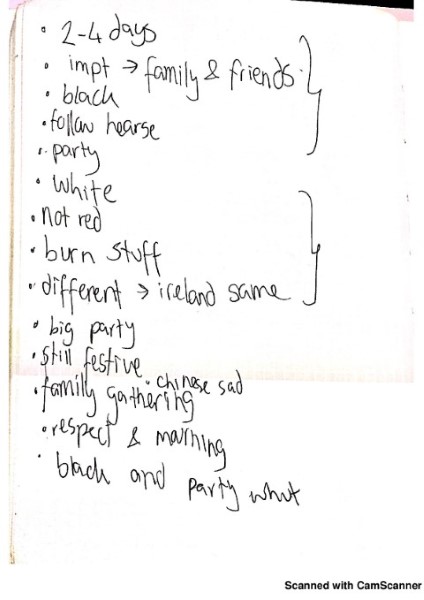 • 2-4 days
• impt → family & friends.
• black
• follow hearse
• party
• white
• not red
• burn stuff
• different → ireland same
• big party
• still festive
• chinese sad
• family gathering
• respect & mourning
• black and party what
Scanned with CamScanner